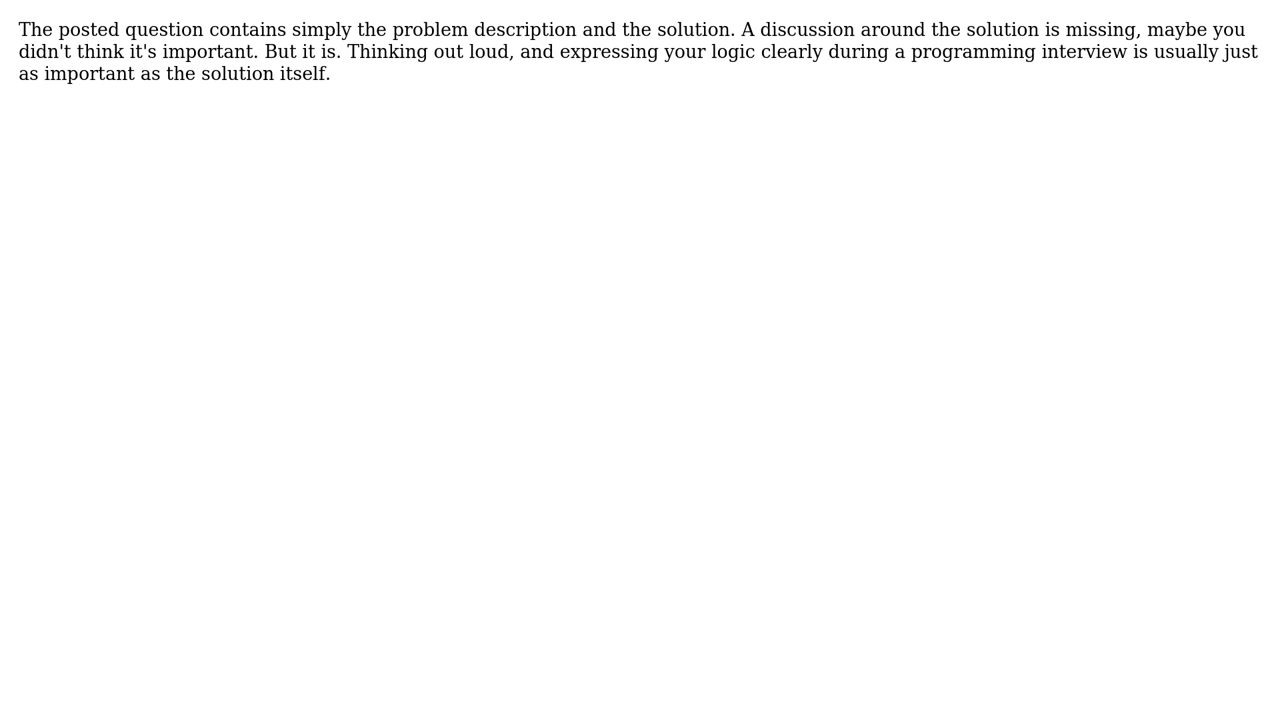 The posted question contains simply the problem description and the solution. A discussion around the solution is missing, maybe you
didn't think it's important. But it is. Thinking out loud, and expressing your logic clearly during a programming interview is usually just
as important as the solution itself.